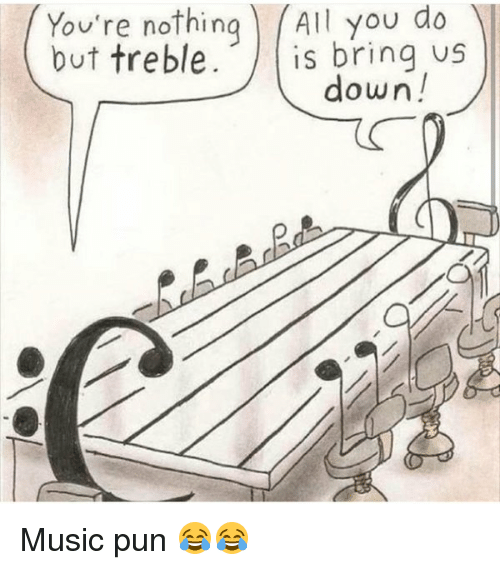 You're nothing
but treble.
All you do
is bring us
down!
Music pun 😂😂